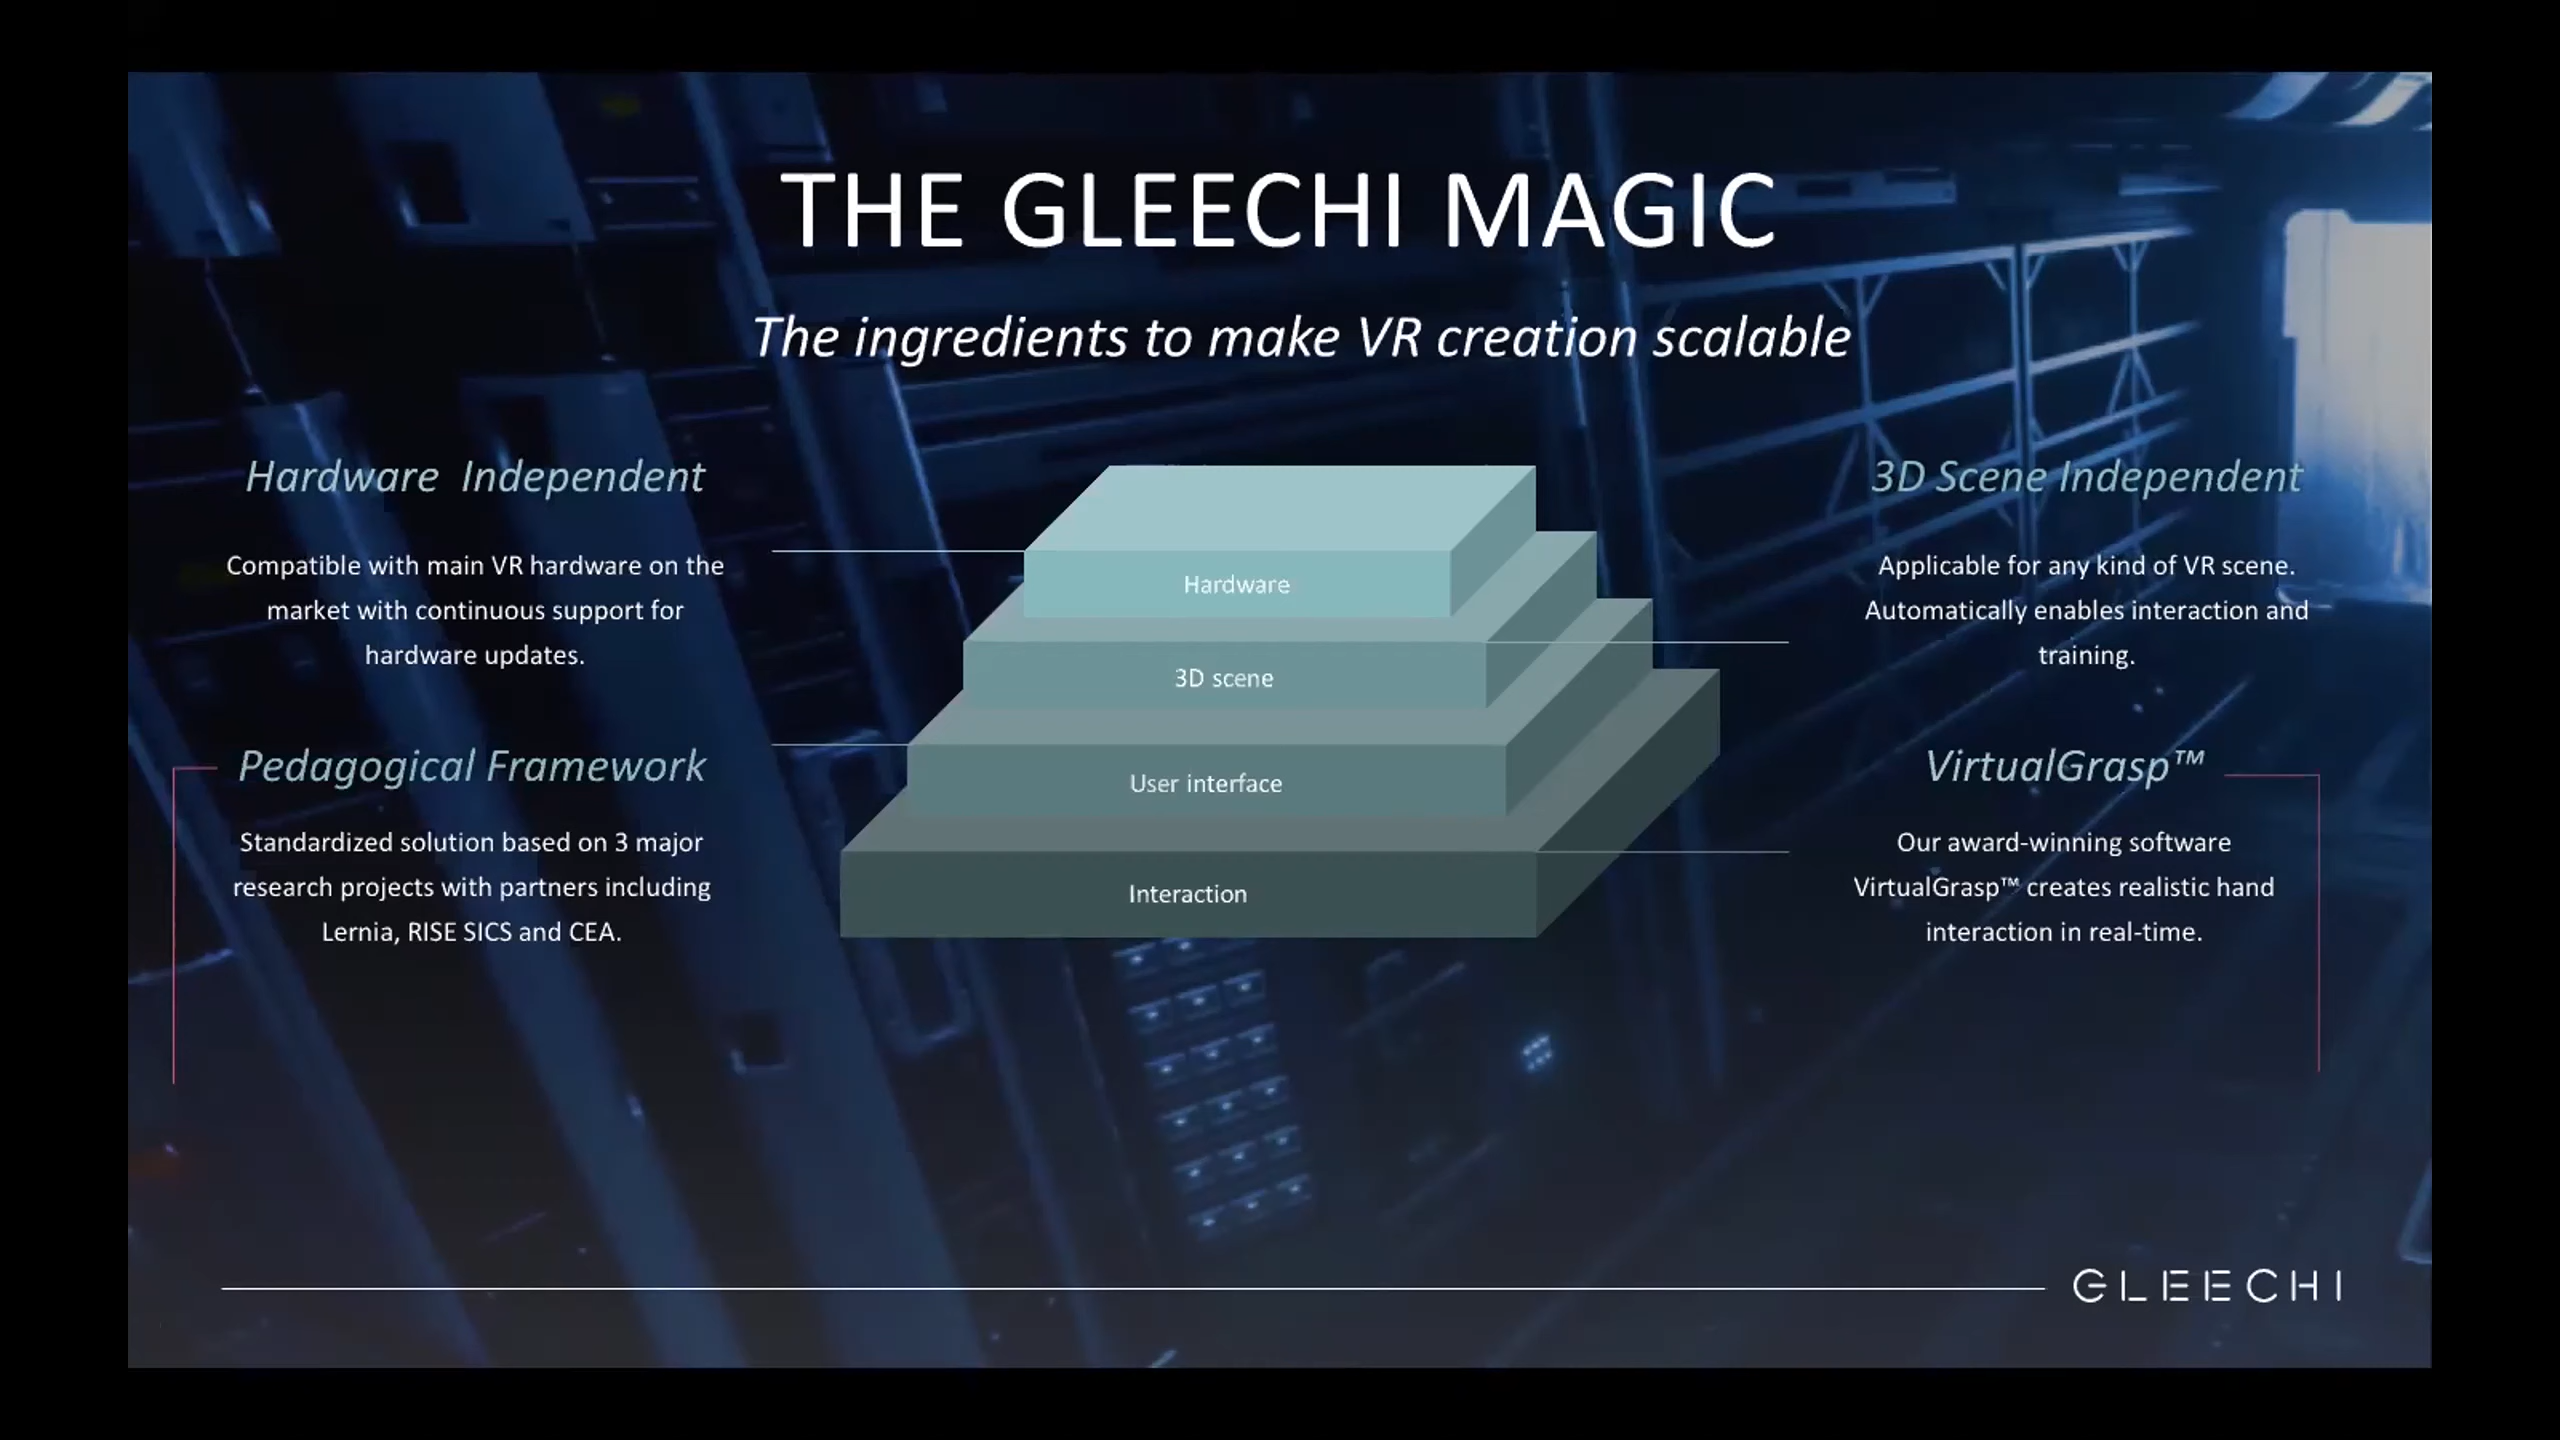 THE GLEECHI MAGIC
The ingredients to make VR creation scalable
Hardware Independent
Compatible with main VR hardware on the
market with continuous support for
hardware updates.
Pedagogical Framework
Standardized solution based on 3 major
research projects with partners including
Lernia, RISE SICS and CEA.
Hardware
3D scene
User interface
Interaction
3D Scene Independent
Applicable for any kind of VR scene.
Automatically enables interaction and
training.
VirtualGrasp™
Our award-winning software
VirtualGrasp™ creates realistic hand
interaction in real-time.
GLEECHI